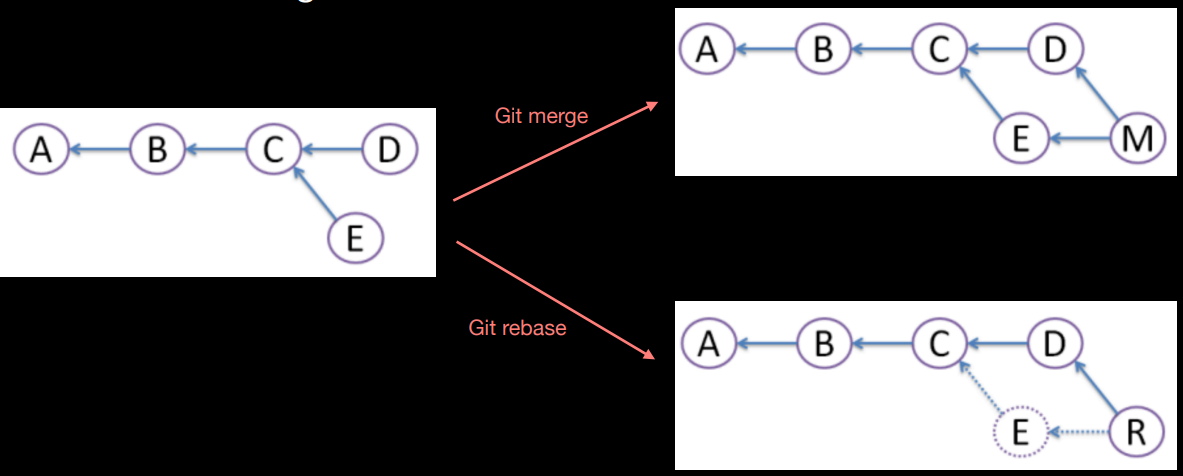 A B C D
E
Git merge
A B C D
E M
Git rebase
A B C D
E R